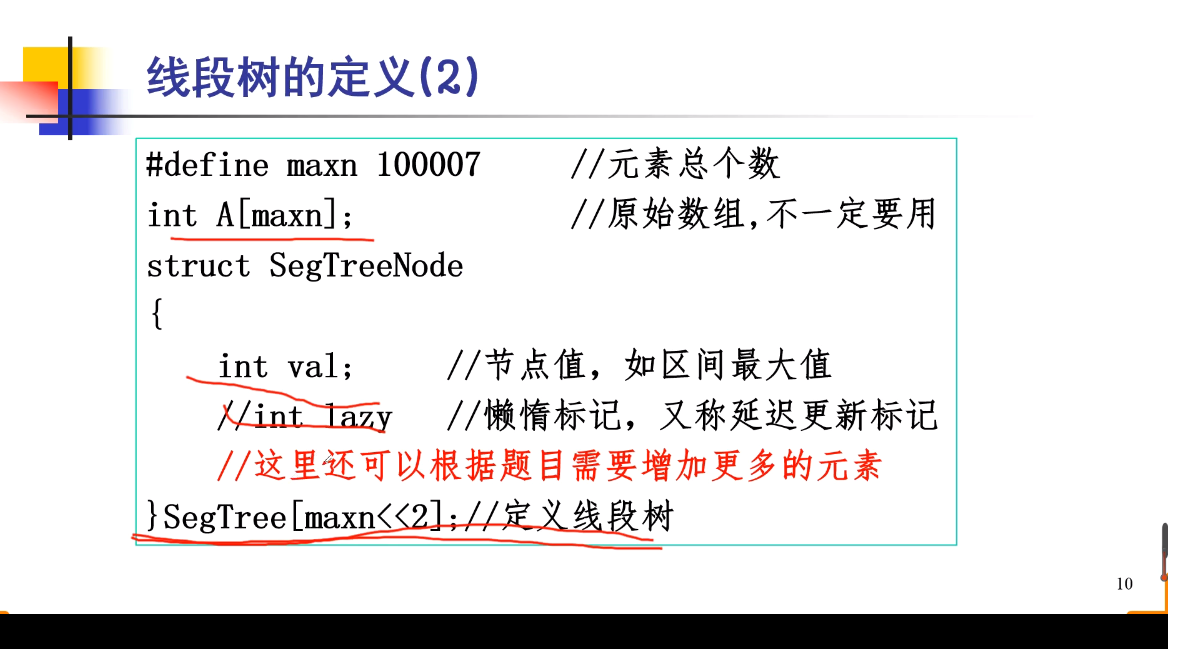 线段树的定义(2)
#define maxn 100007 //元素总个数
int A[maxn]; //原始数组,不一定要用
struct SegTreeNode
{
int val; //节点值，如区间最大值
//int lazy //懒惰标记，又称延迟更新标记
//这里还可以根据题目需要增加更多的元素
}SegTree[maxn<<2];//定义线段树
10